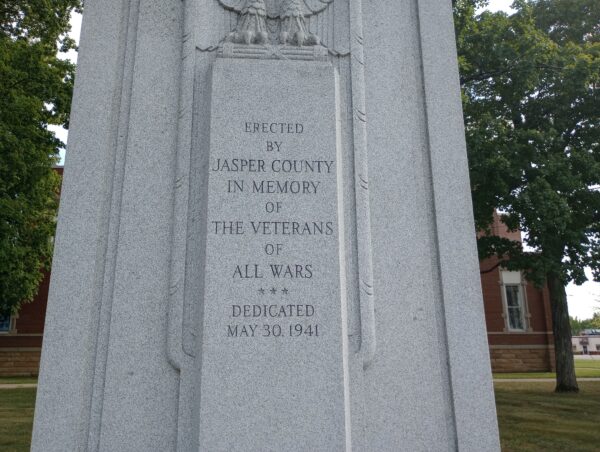 ERECTED
BY
JASPER COUNTY
IN MEMORY
OF
THE VETERANS
OF
ALL WARS
★ ★ ★
DEDICATED
MAY 30, 1941